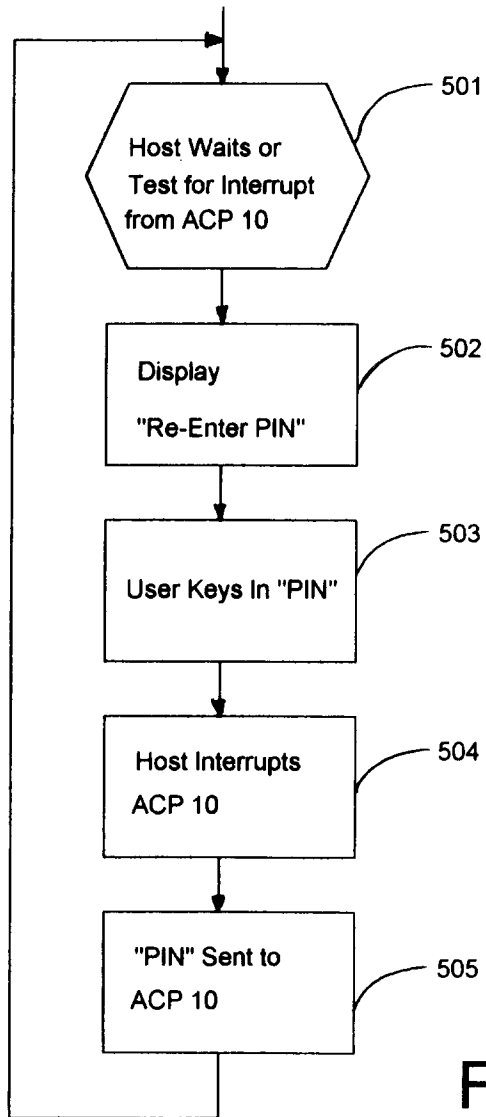 501
Host Waits or
Test for Interrupt
from ACP 10
502
Display
"Re-Enter PIN"
503
User Keys In "PIN"
504
Host Interrupts
ACP 10
505
"PIN" Sent to
ACP 10
F